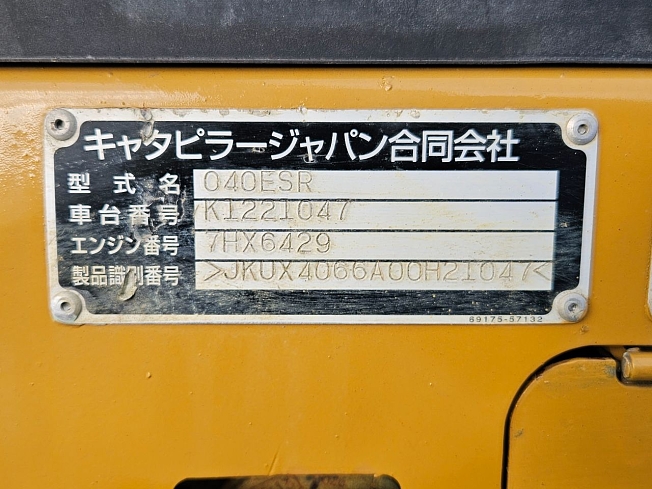 キャタピラージャパン合同会社
型式名 040ESR
車台番号 K1221047
エンジン番号 7HX6429
製品識別番号 >JKUX4066A00H21047<
69175-57132